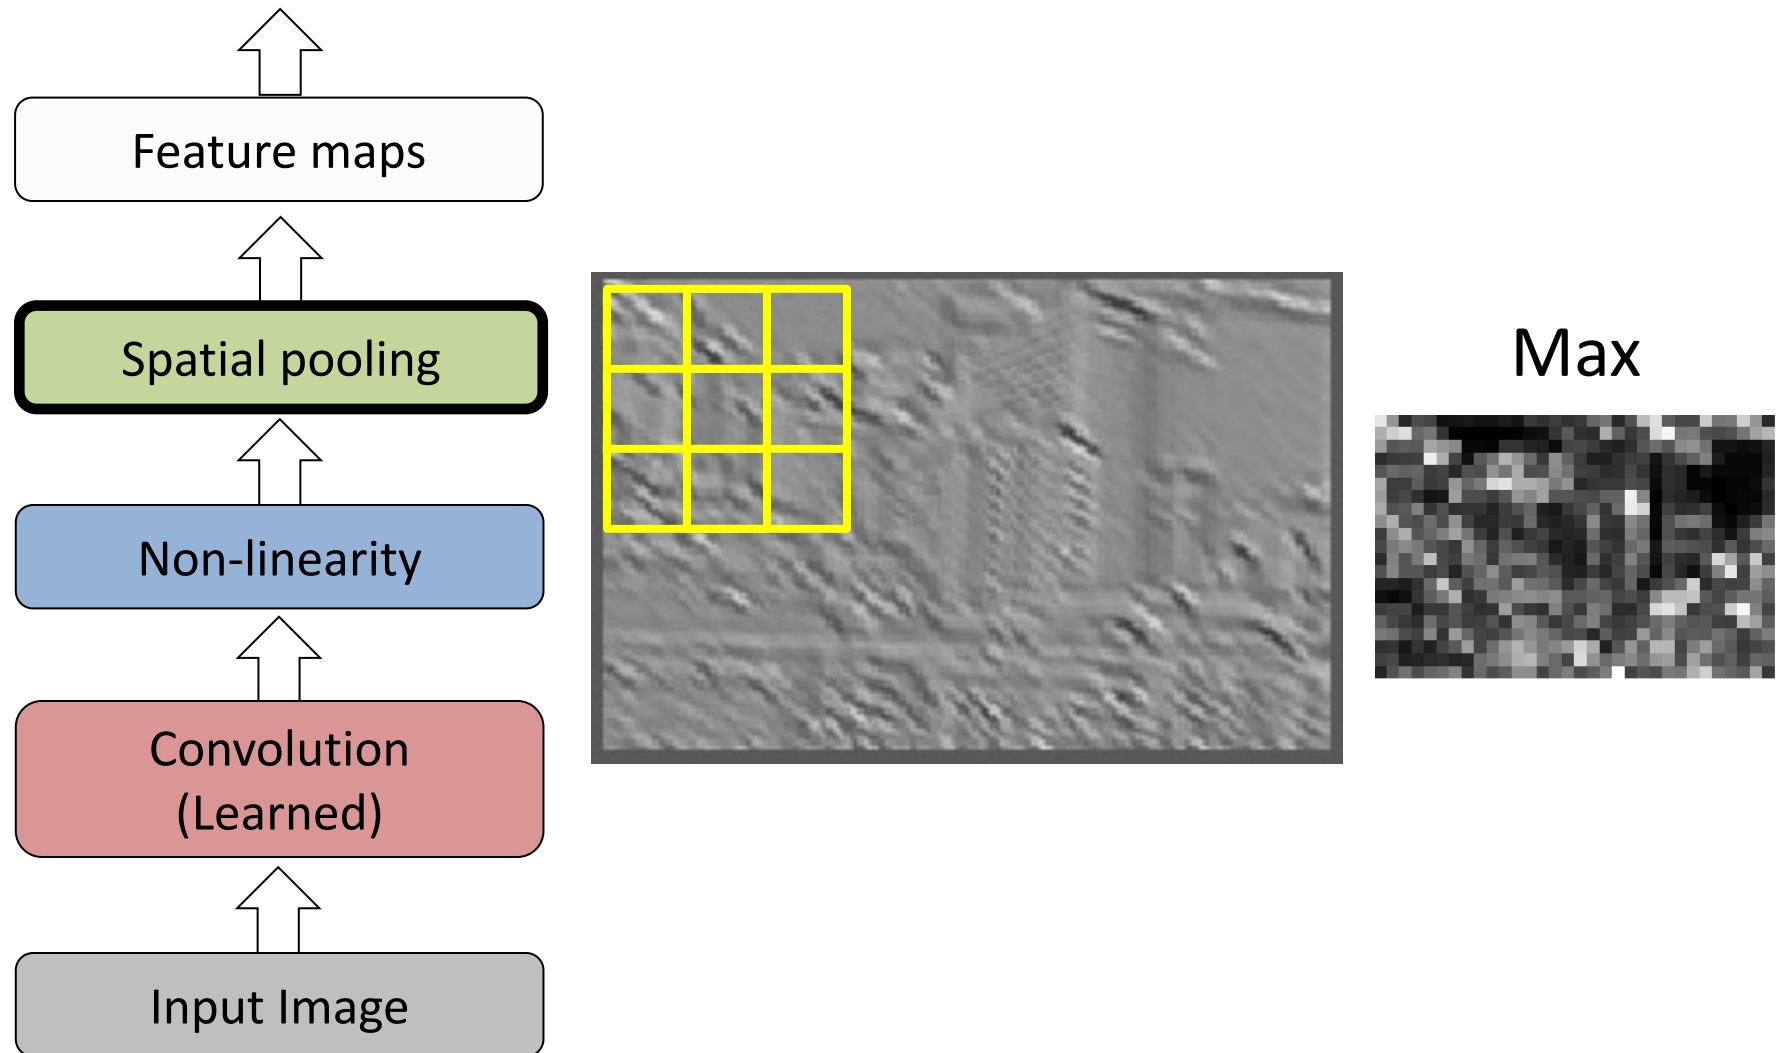 Feature maps
Spatial pooling
Non-linearity
Convolution
(Learned)
Input Image
Max